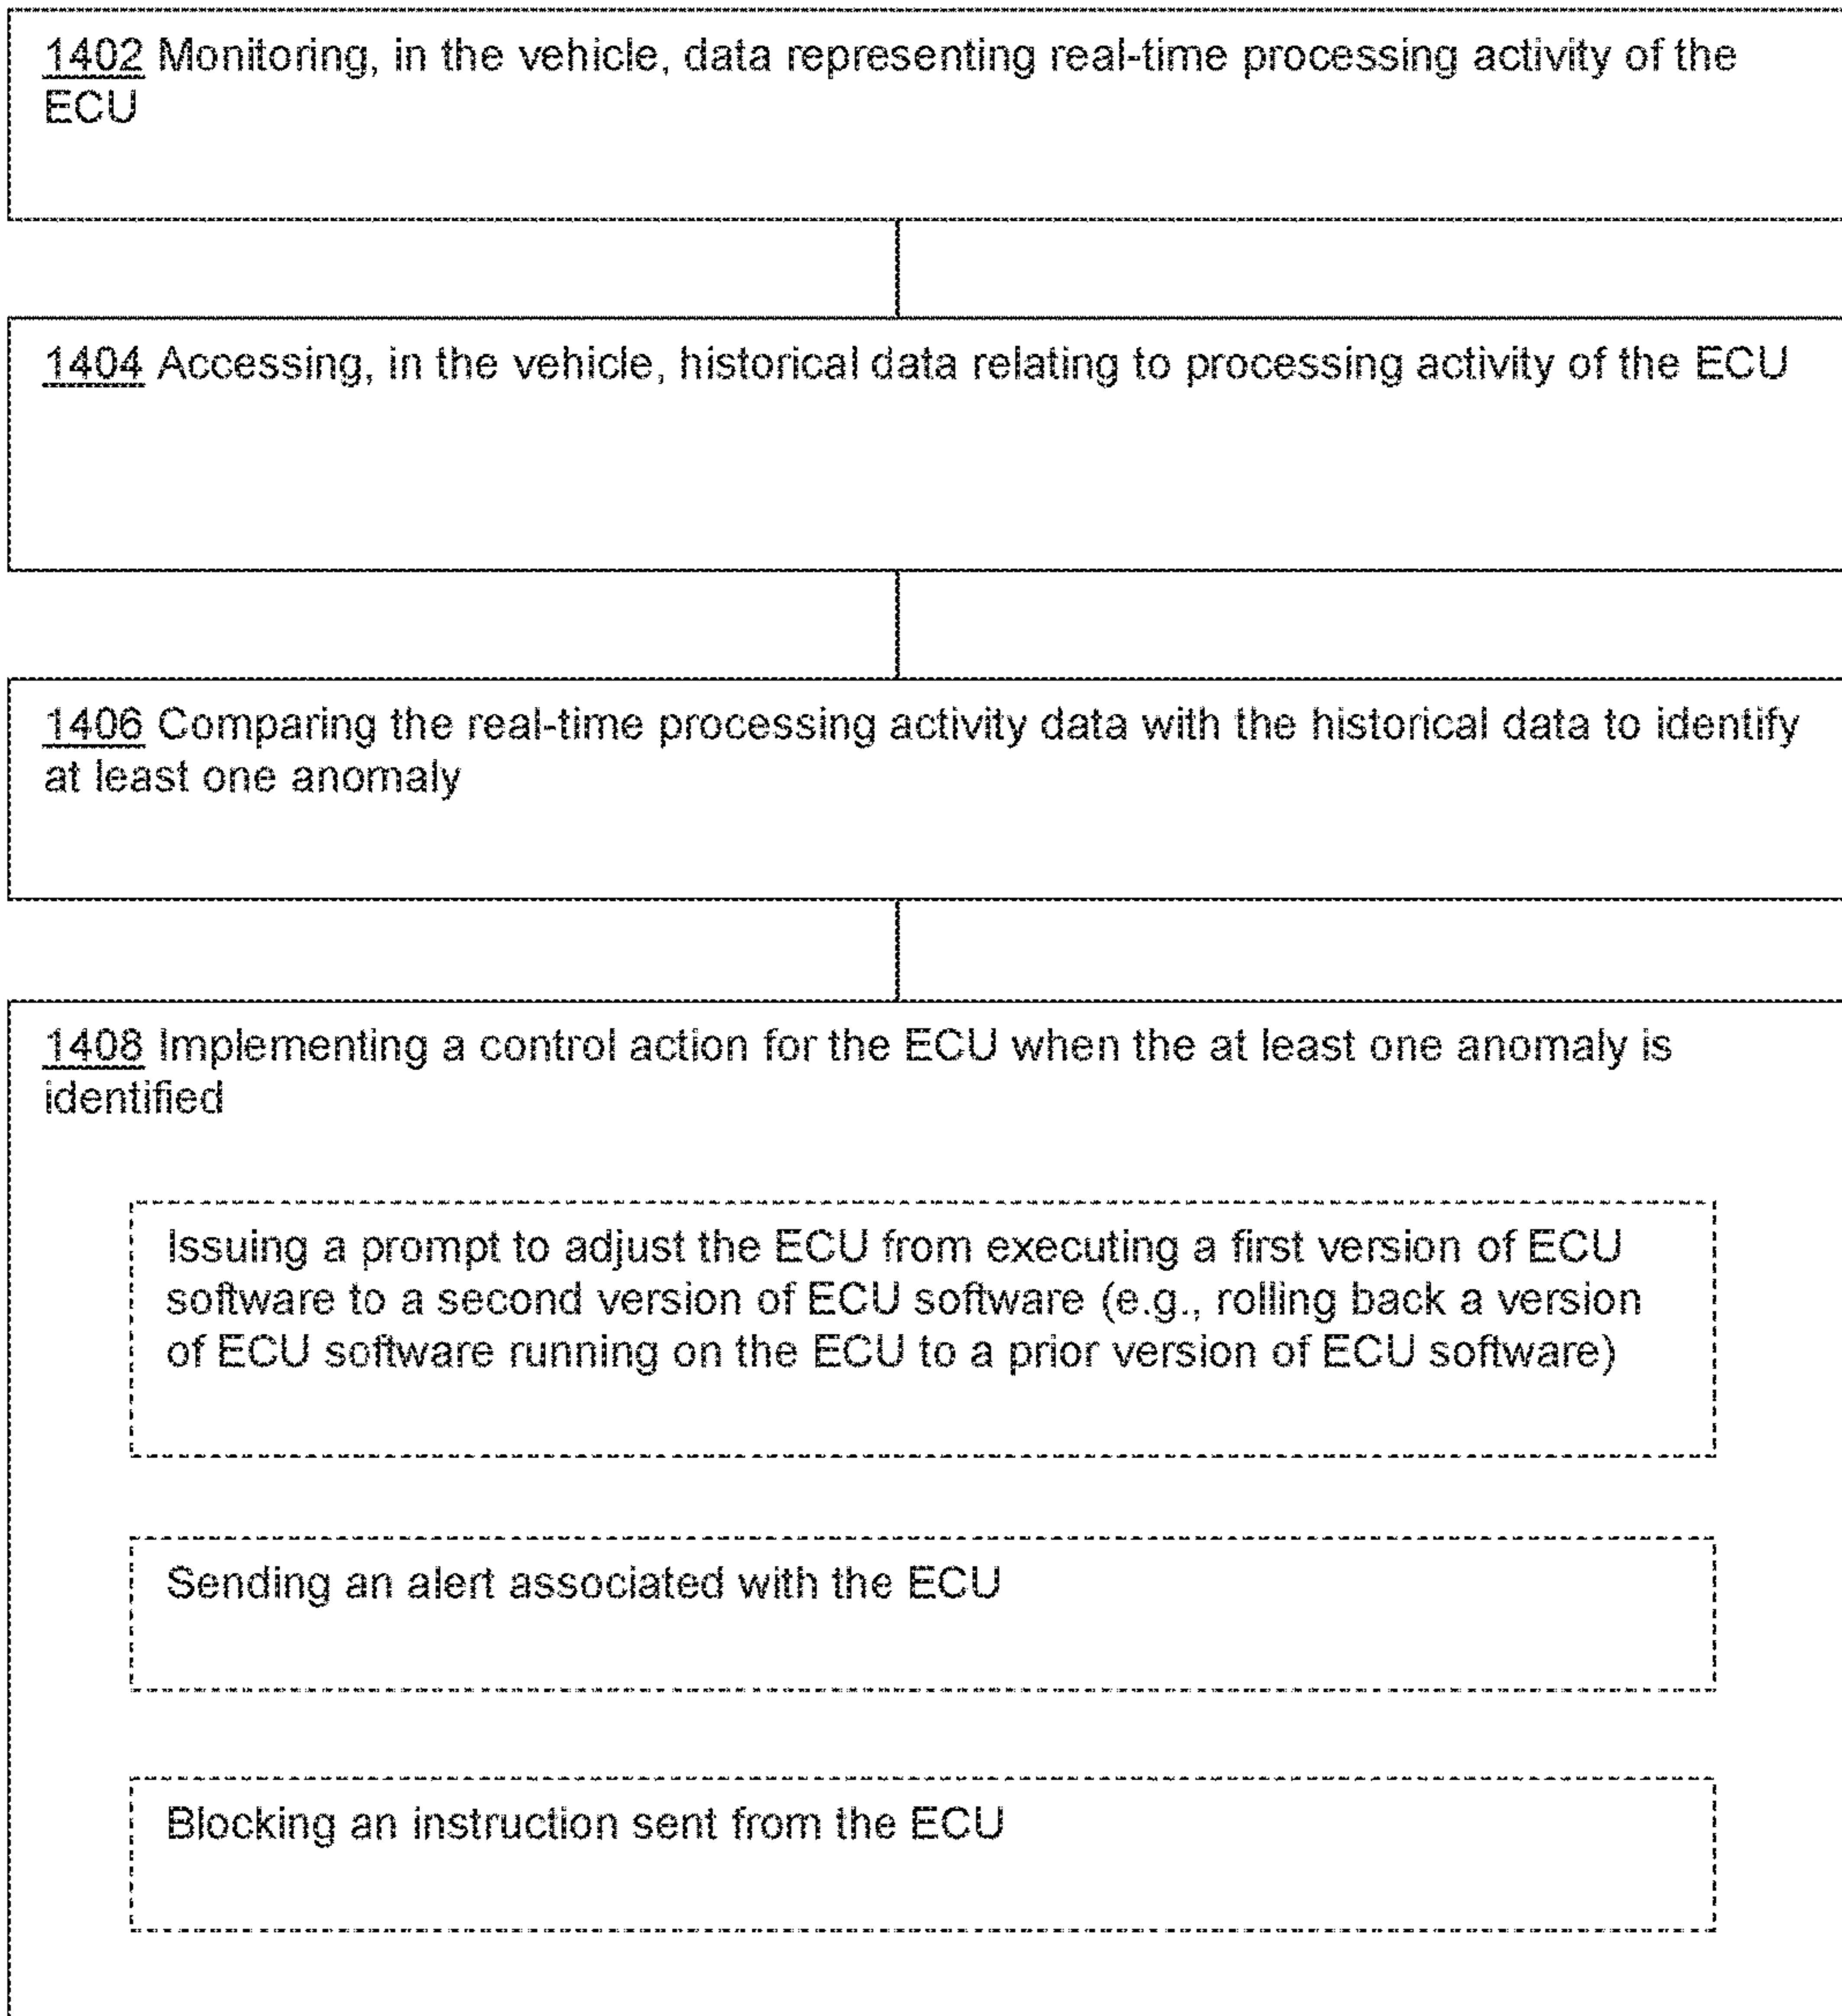 1402 Monitoring, in the vehicle, data representing real-time processing activity of the
ECU
1404 Accessing, in the vehicle, historical data relating to processing activity of the ECU
1406 Comparing the real-time processing activity data with the historical data to identify
at least one anomaly
1408 Implementing a control action for the ECU when the at least one anomaly is
identified
Issuing a prompt to adjust the ECU from executing a first version of ECU
software to a second version of ECU software (e.g., rolling back a version
of ECU software running on the ECU to a prior version of ECU software)
Sending an alert associated with the ECU
Blocking an instruction sent from the ECU